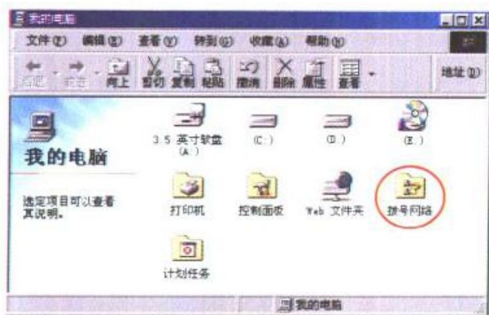 我的电脑
文件(F) 编辑(E) 查看(V) 转到(G) 收藏(A) 帮助(H)
后退 前进 向上 剪切 复制 粘贴 撤消 删除 属性 查看 地址(D)
我的电脑
选定项目可以查看
其说明。
3.5 英寸软盘
(A:)
(C:)
(D:)
(E:)
打印机
控制面板
Web 文件夹
拨号网络
计划任务
我的电脑